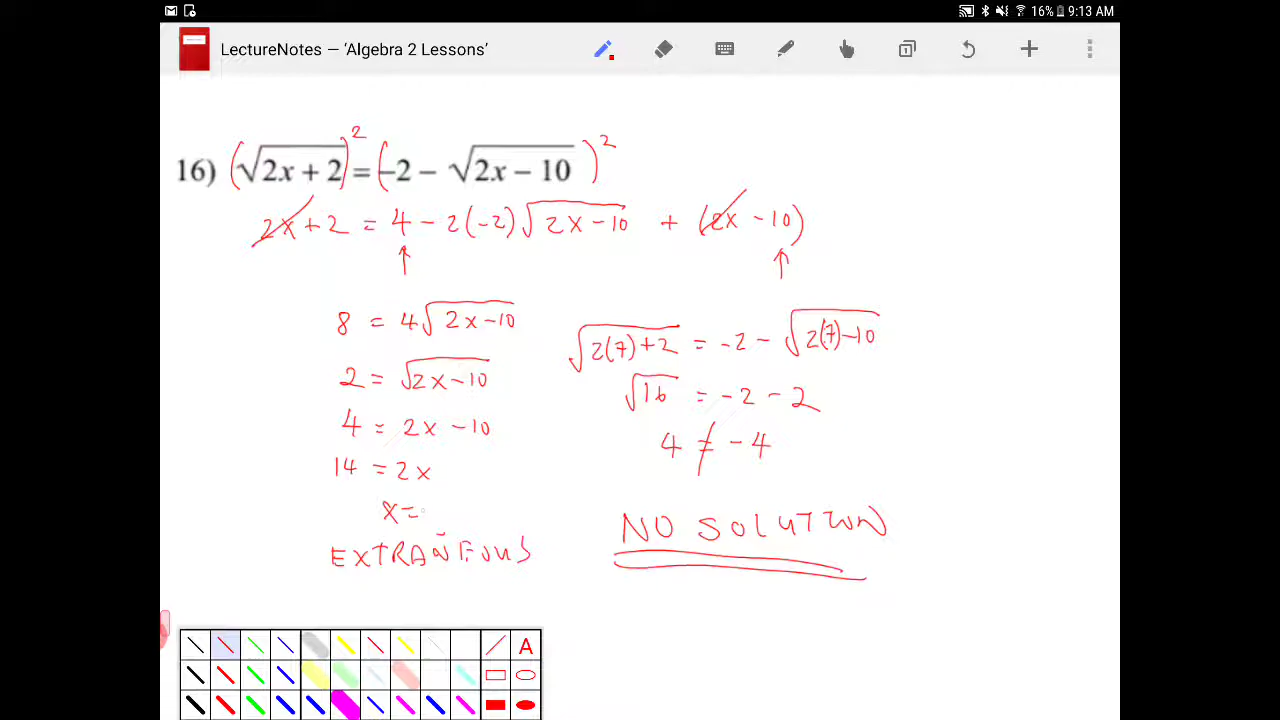 16% 9:13 AM
LectureNotes — ‘Algebra 2 Lessons’
16) (√(2x + 2))² = (-2 − √(2x − 10))²
2x + 2 = 4 − 2(−2)√(2x−10) + (2x − 10)
8 = 4√(2x−10)
2 = √(2x−10)
4 = 2x − 10
14 = 2x
x =
EXTRANEOUS
√(2(7)+2) = −2 − √(2(7)−10)
√16 = −2 − 2
4 ≠ −4
NO SOLUTION
A